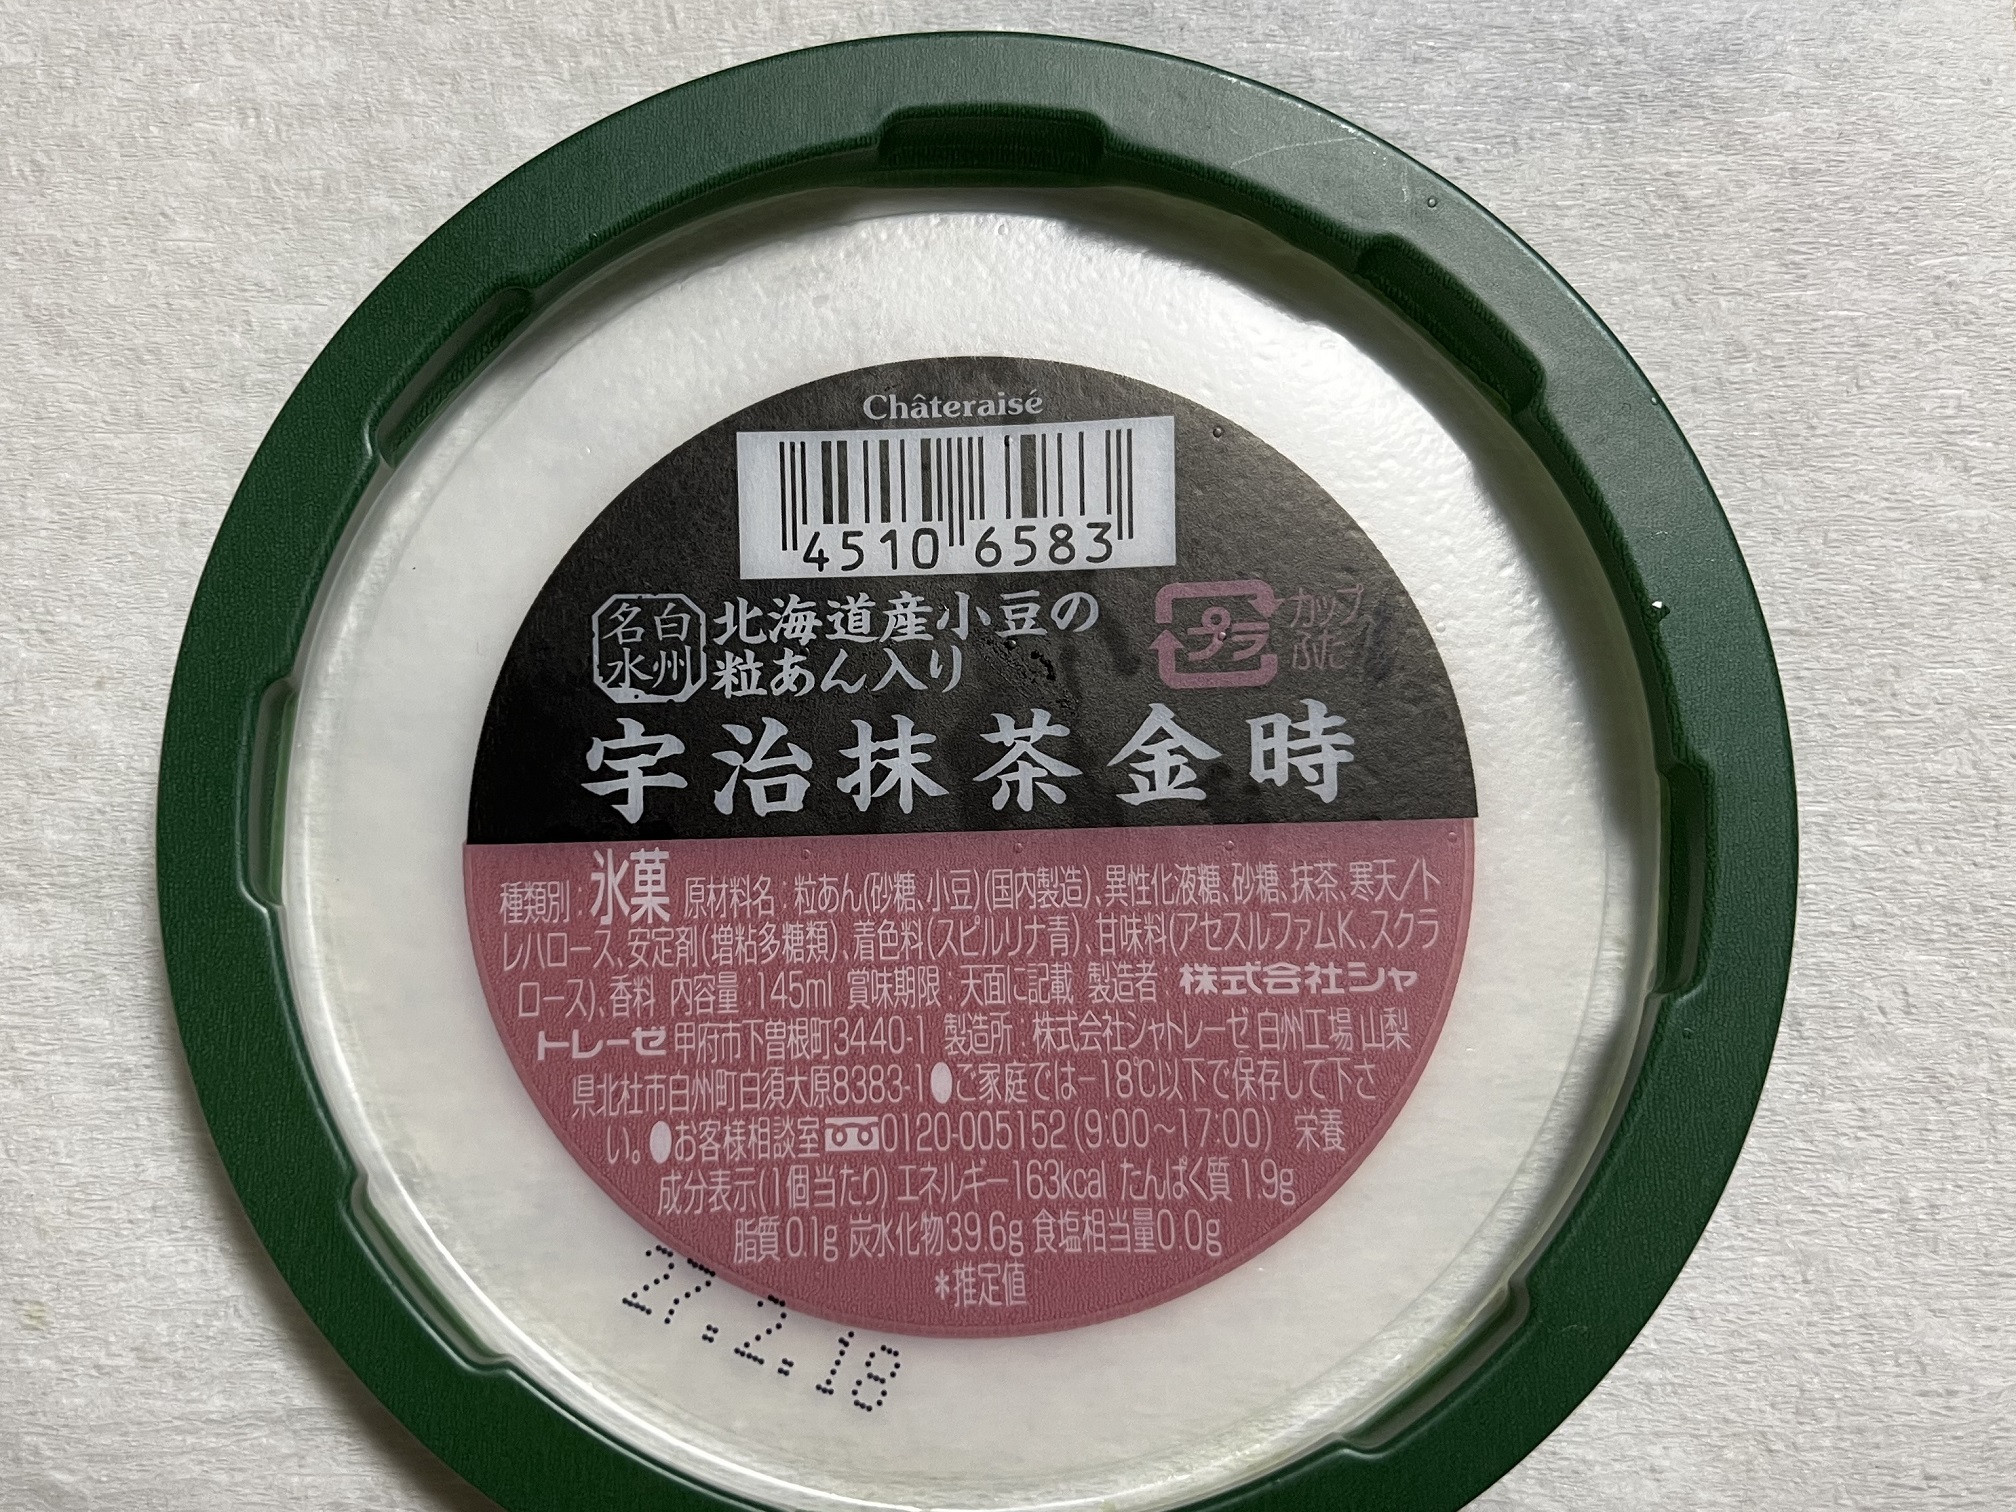 Châteraisé
4510 6583
名水 白州
北海道産小豆の
粒あん入り
プラ
カップ、
ふた
宇治抹茶金時
種類別:氷菓 原材料名:粒あん(砂糖、小豆)(国内製造)、異性化液糖、砂糖、抹茶、寒天/ト
レハロース、安定剤(増粘多糖類)、着色料(スピルリナ青)、甘味料(アセスルファムK、スクラ
ロース)、香料 内容量:145ml 賞味期限:天面に記載 製造者:株式会社シャ
トレーゼ 甲府市下曽根町3440-1 製造所:株式会社シャトレーゼ 白州工場 山梨
県北杜市白州町白須大原8383-1 ●ご家庭では-18℃以下で保存して下さ
い。●お客様相談室 0120-005152 (9:00〜17:00) 栄養
成分表示(1個当たり) エネルギー163kcal たんぱく質1.9g
脂質0.1g 炭水化物39.6g 食塩相当量0.0g
*推定値
27.2.18